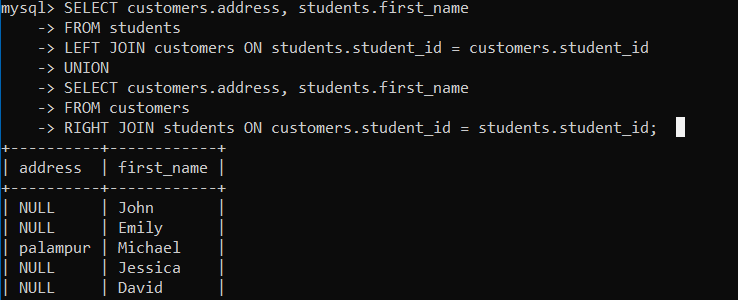 mysql> SELECT customers.address, students.first_name
    -> FROM students
    -> LEFT JOIN customers ON students.student_id = customers.student_id
    -> UNION
    -> SELECT customers.address, students.first_name
    -> FROM customers
    -> RIGHT JOIN students ON customers.student_id = students.student_id;
+----------+------------+
| address  | first_name |
+----------+------------+
| NULL     | John       |
| NULL     | Emily      |
| palampur | Michael    |
| NULL     | Jessica    |
| NULL     | David      |